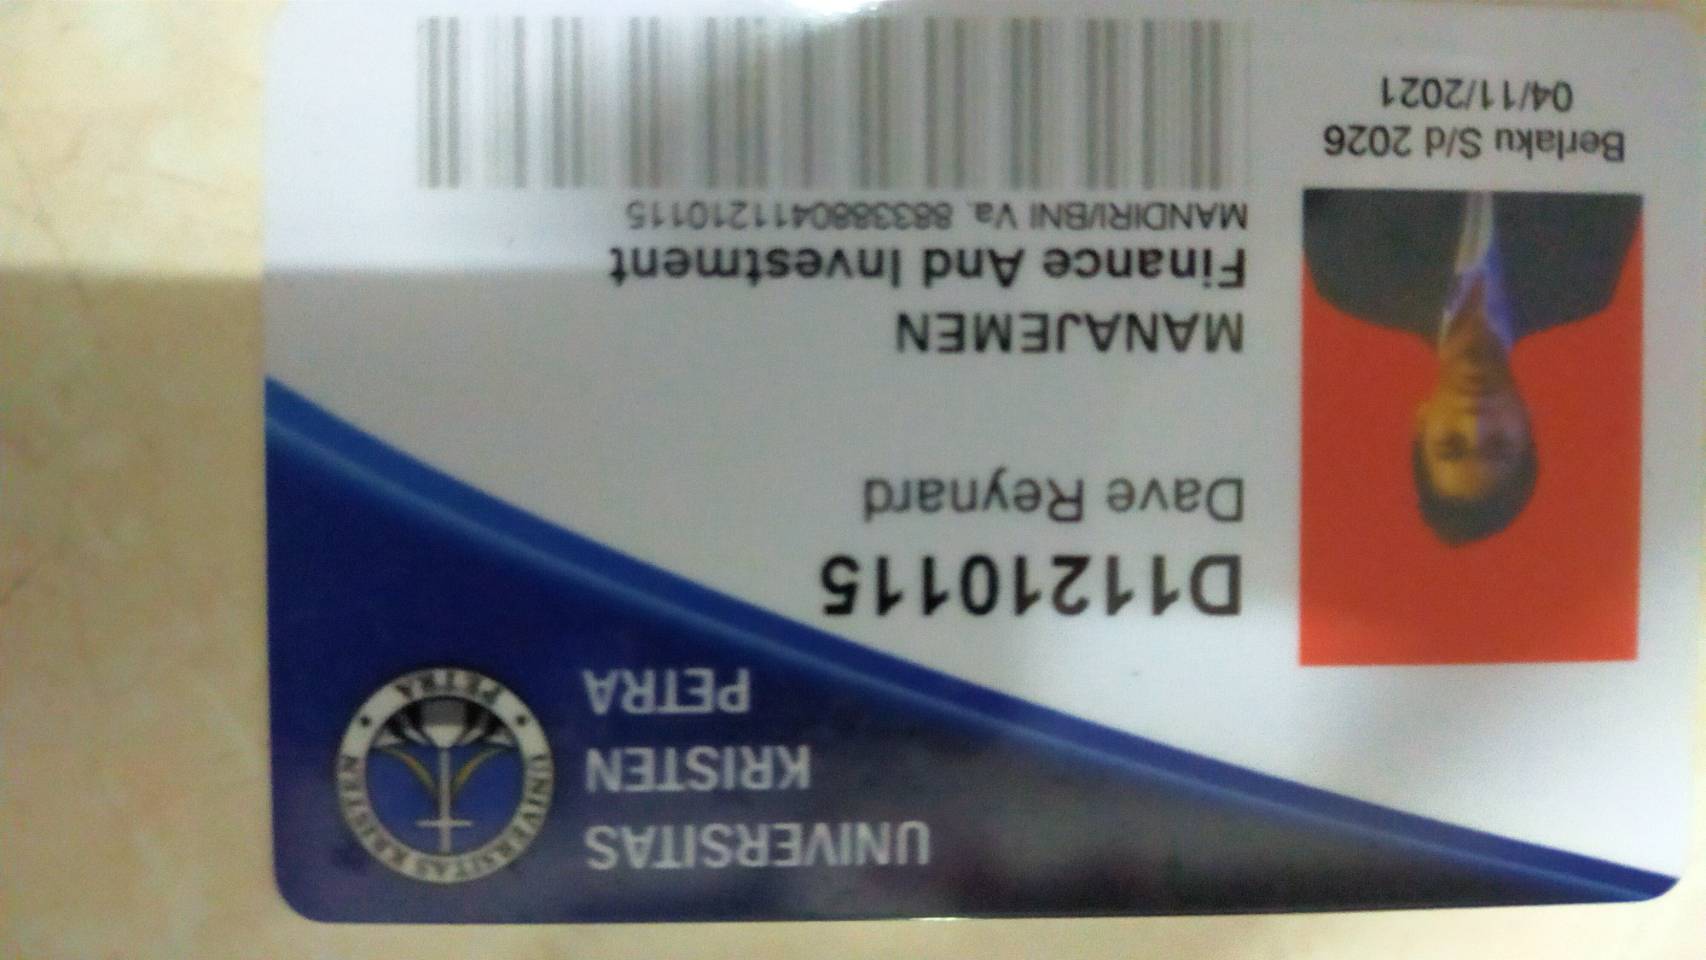 UNIVERSITAS
KRISTEN
PETRA
UNIVERSITAS KRISTEN
PETRA
D11210115
Dave Reynard
MANAJEMEN
Finance And Investment
MANDIRI/BNI Va. 8833880411210115
Berlaku S/d 2026
04/11/2021